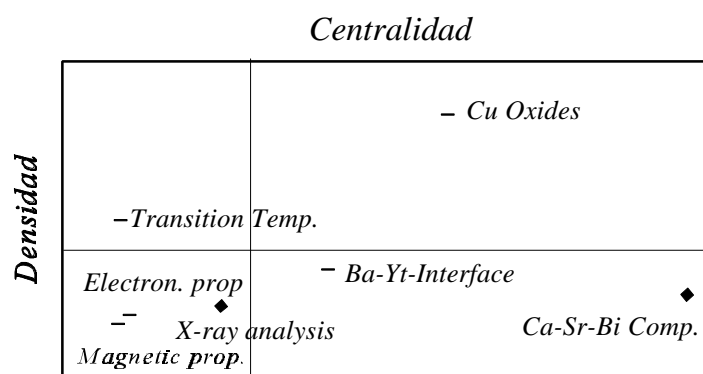 Centralidad
Densidad
Cu Oxides
Transition Temp.
Electron. prop
Ba-Yt-Interface
X-ray analysis
Ca-Sr-Bi Comp.
Magnetic prop.